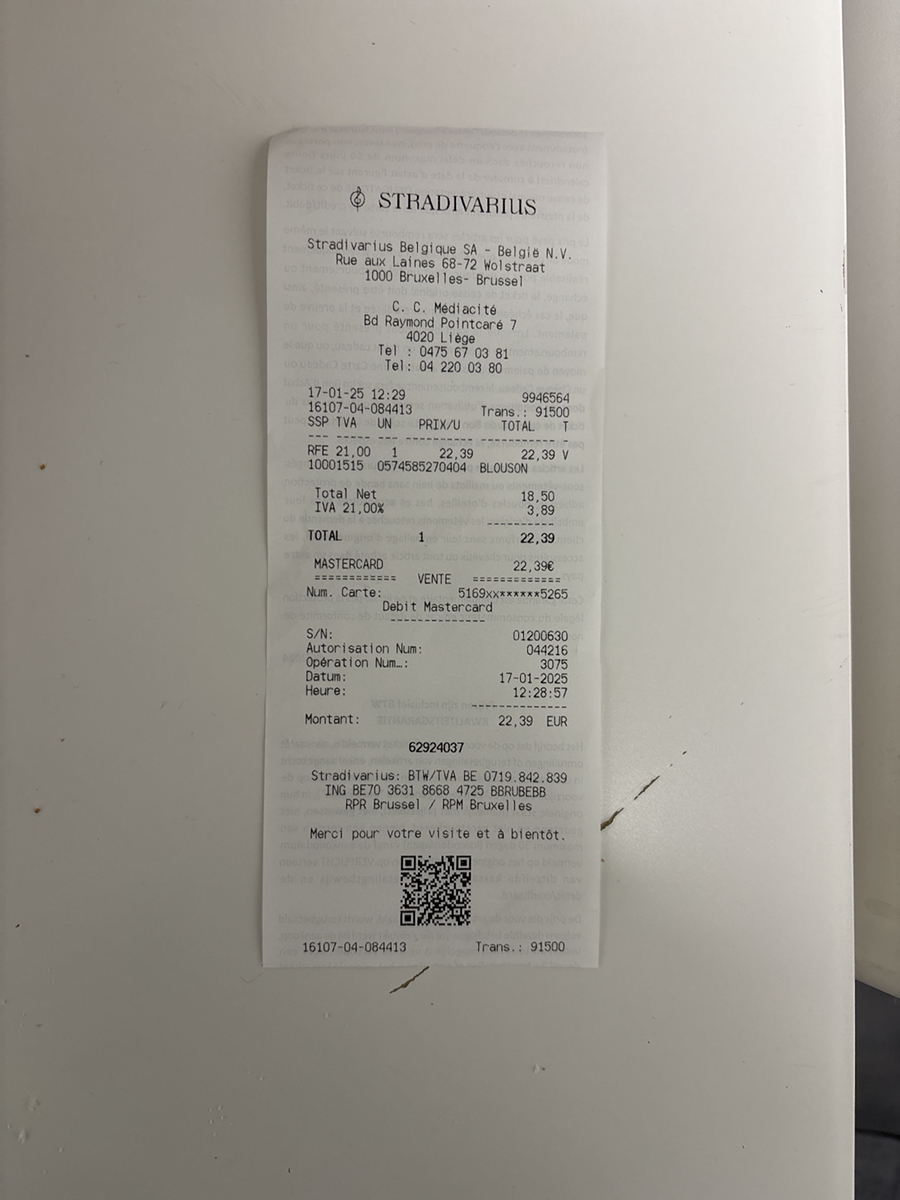 STRADIVARIUS
Stradivarius Belgique SA - België N.V.
Rue aux Laines 68-72 Wolstraat
1000 Bruxelles- Brussel
C. C. Médiacité
Bd Raymond Pointcaré 7
4020 Liége
Tel : 0475 67 03 81
Tel: 04 220 03 80
17-01-25 12:29 9946564
16107-04-084413 Trans.: 91500
SSP TVA UN PRIX/U TOTAL T
--- ----- --- ---------- ----------- -
RFE 21,00 1 22,39 22,39 V
10001515 0574585270404 BLOUSON
Total Net 18,50
IVA 21,00% 3,89
----------
TOTAL 1 22,39
MASTERCARD 22,39€
============ VENTE =============
Num. Carte: 5169xx******5265
Debit Mastercard
--------------
S/N: 01200630
Autorisation Num: 044216
Opération Num…: 3075
Datum: 17-01-2025
Heure: 12:28:57
--------------
Montant: 22,39 EUR
62924037
Stradivarius: BTW/TVA BE 0719.842.839
ING BE70 3631 8668 4725 BBRUBEBB
RPR Brussel / RPM Bruxelles
Merci pour votre visite et à bientôt.
16107-04-084413 Trans.: 91500